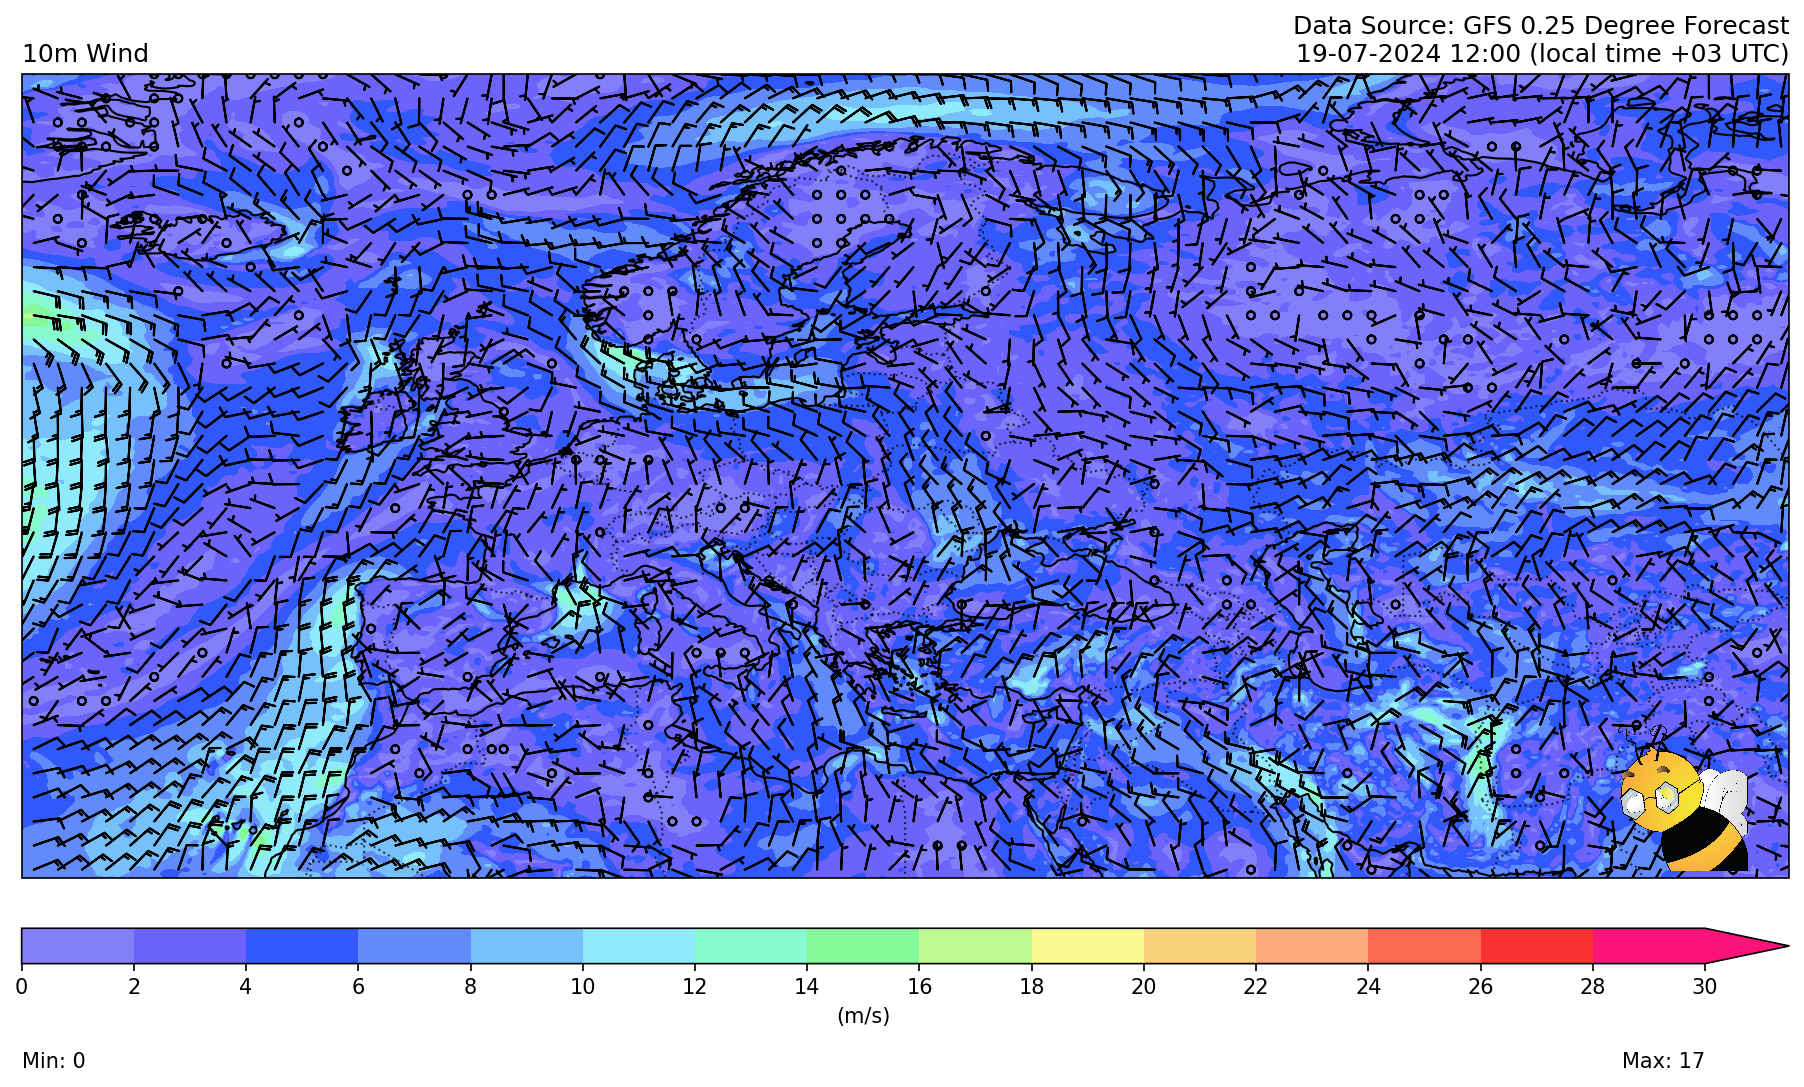 Data Source: GFS 0.25 Degree Forecast
10m Wind
19-07-2024 12:00 (local time +03 UTC)
0 2 4 6 8 10 12 14 16 18 20 22 24 26 28 30
(m/s)
Min: 0
Max: 17